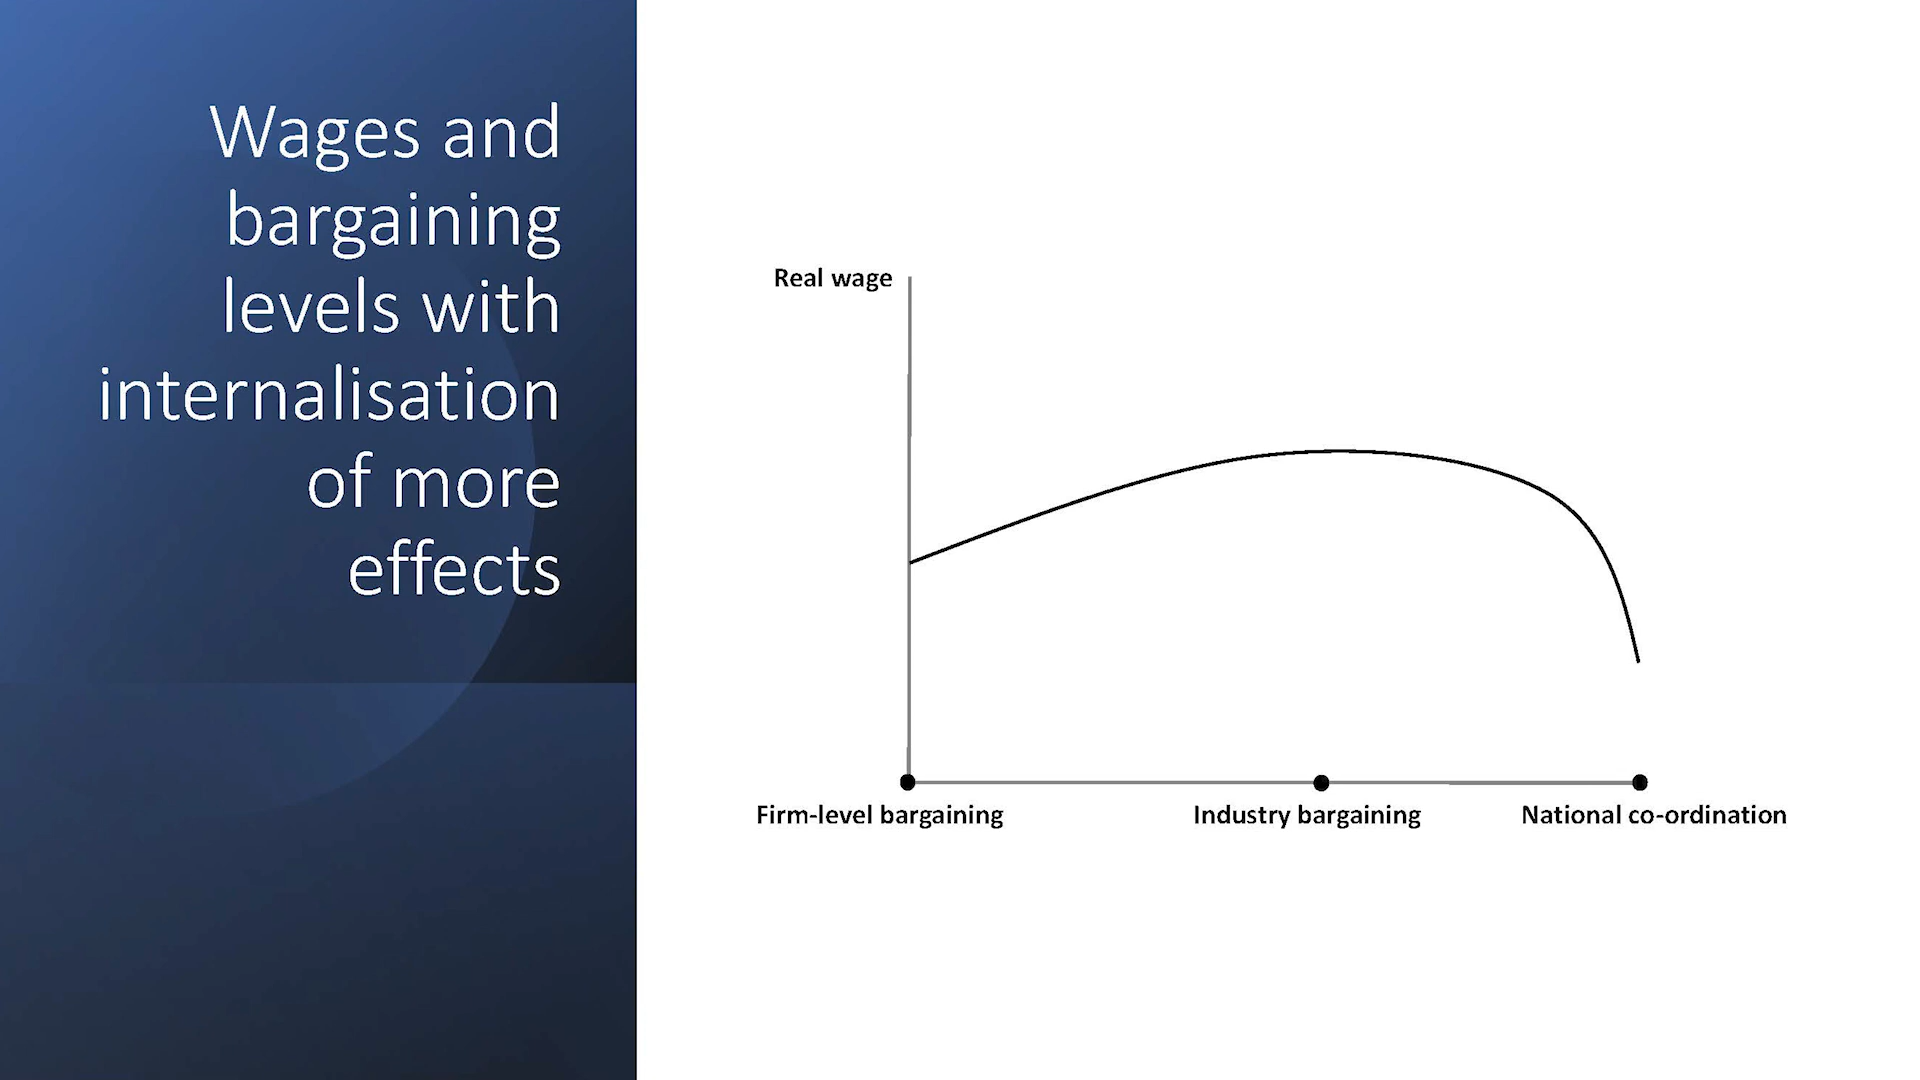 Wages and
bargaining
levels with
internalisation
of more
effects
Real wage
Firm-level bargaining
Industry bargaining
National co-ordination